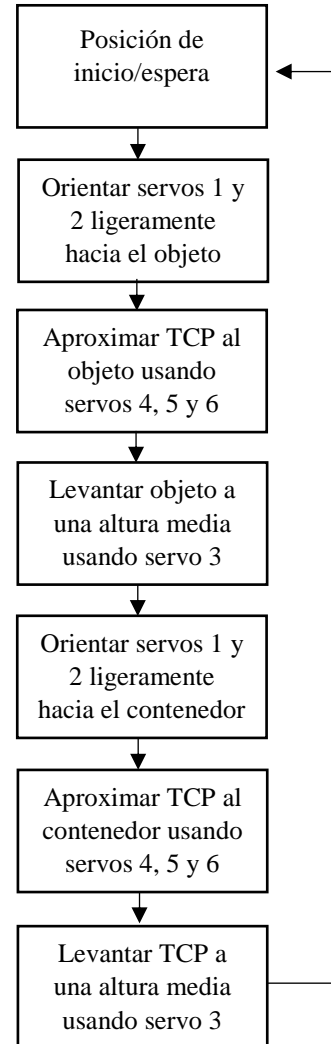 Posición de
inicio/espera
Orientar servos 1 y
2 ligeramente
hacia el objeto
Aproximar TCP al
objeto usando
servos 4, 5 y 6
Levantar objeto a
una altura media
usando servo 3
Orientar servos 1 y
2 ligeramente
hacia el contenedor
Aproximar TCP al
contenedor usando
servos 4, 5 y 6
Levantar TCP a
una altura media
usando servo 3